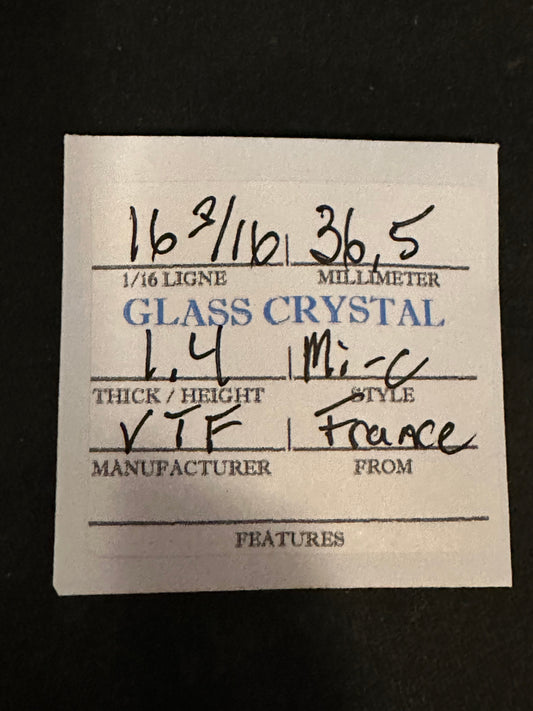 16 3/16 36,5
1/16 LIGNE MILLIMETER
GLASS CRYSTAL
1,4 Mi-C
THICK / HEIGHT STYLE
VTF France
MANUFACTURER FROM
FEATURES